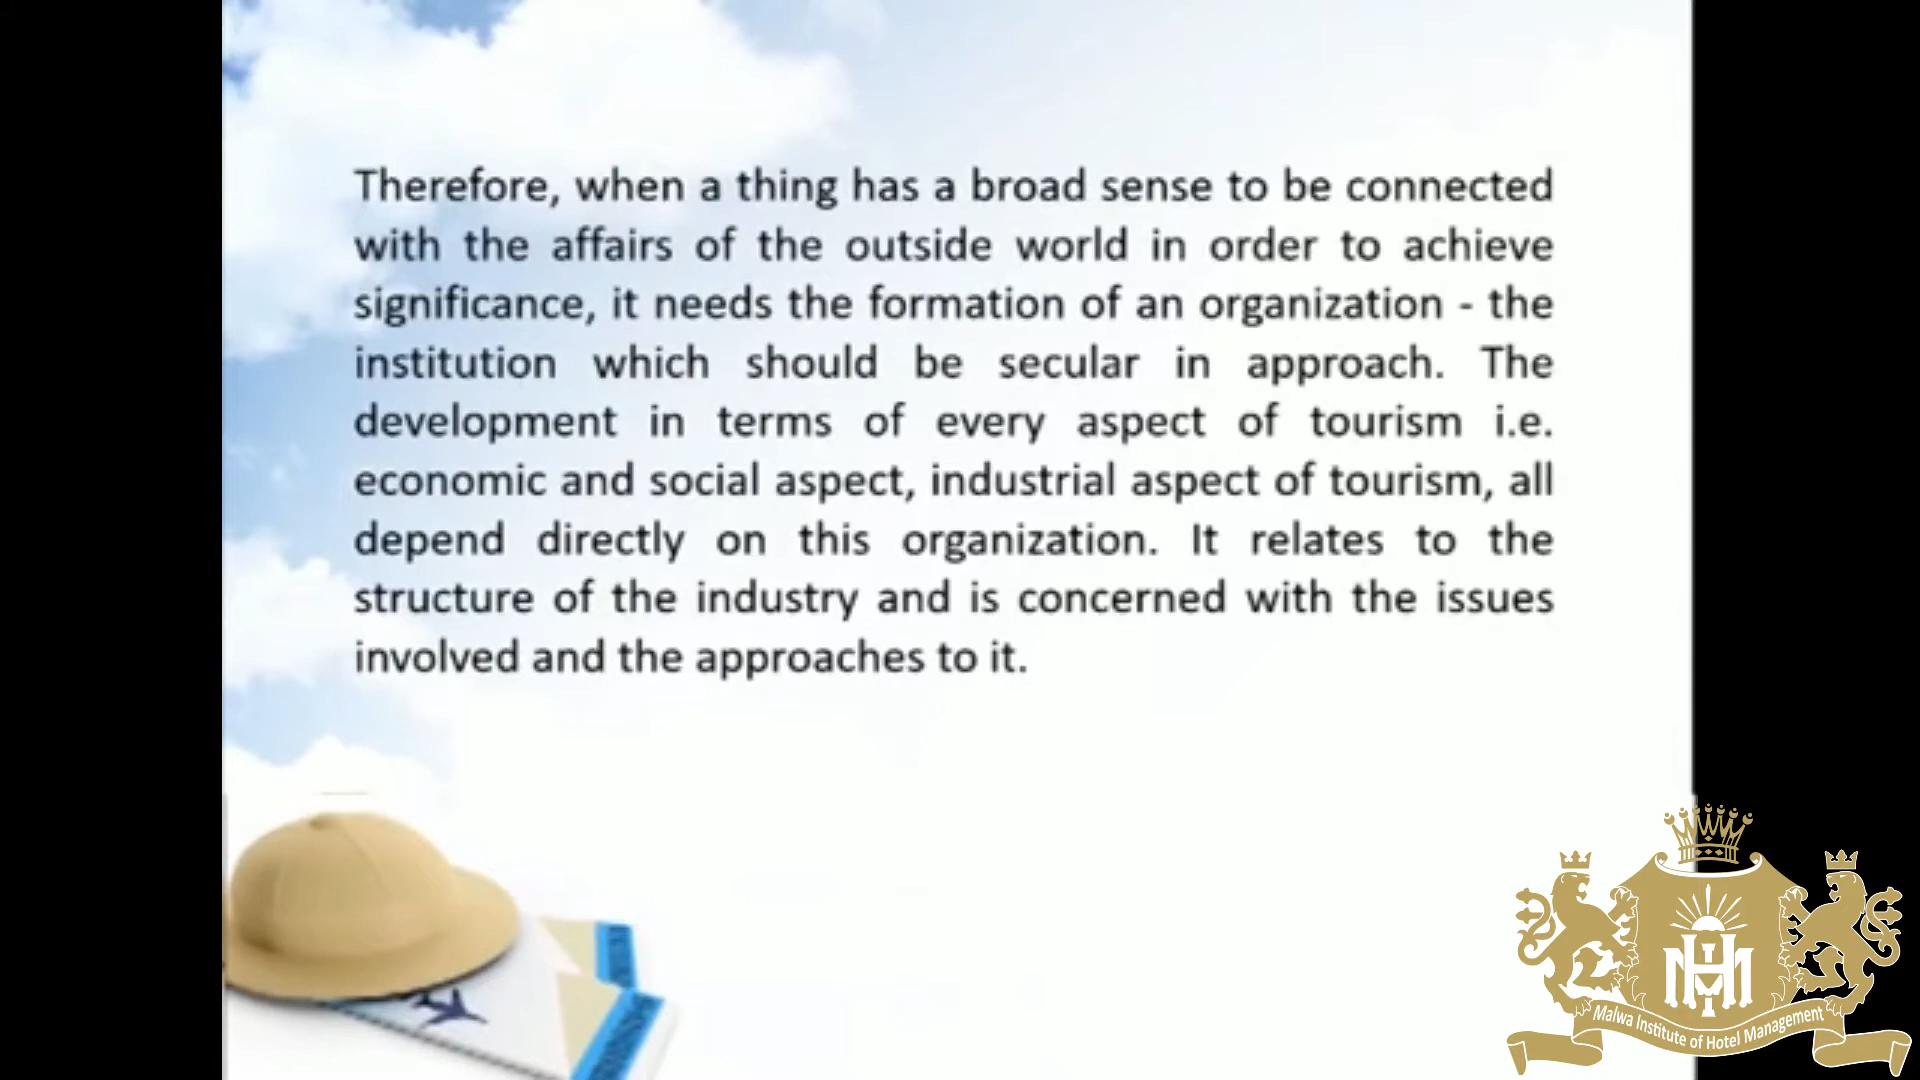 Therefore, when a thing has a broad sense to be connected
with the affairs of the outside world in order to achieve
significance, it needs the formation of an organization - the
institution which should be secular in approach. The
development in terms of every aspect of tourism i.e.
economic and social aspect, industrial aspect of tourism, all
depend directly on this organization. It relates to the
structure of the industry and is concerned with the issues
involved and the approaches to it.
Malwa Institute of Hotel Management